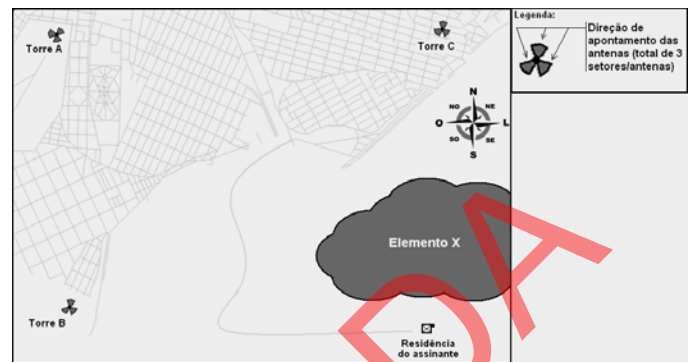 Torre A
Torre C
Legenda:
Direção de
apontamento das
antenas (total de 3
setores/antenas)
N
NO
NE
O
L
SO
SE
S
Elemento X
Torre B
Residência
do assinante
DA